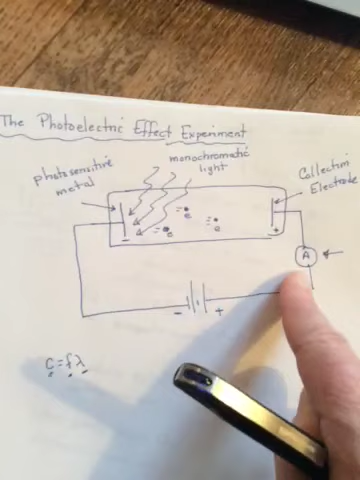 The Photoelectric Effect Experiment
monochromatic
light
photosensitive
metal
Collection
Electrode
e
e
e
-
+
A
- +
c = fλ